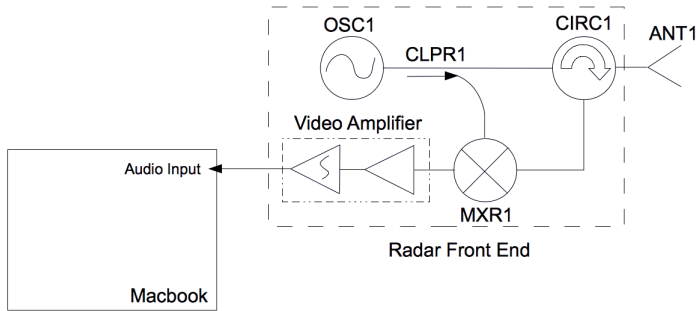 OSC1
CIRC1
ANT1
CLPR1
Video Amplifier
Audio Input
MXR1
Radar Front End
Macbook